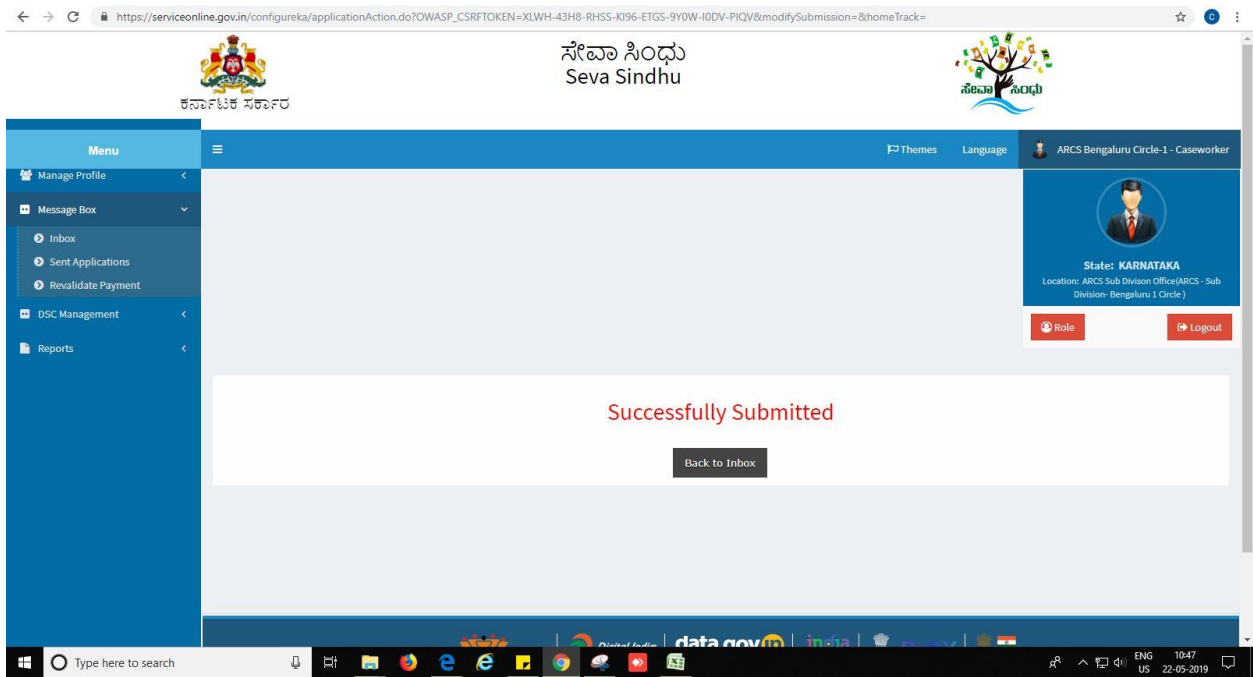 https://serviceonline.gov.in/configureka/applicationAction.do?OWASP_CSRFTOKEN=XLWH-43H8-RHSS-KI96-ETGS-9Y0W-I0DV-PIQV&modifySubmission=&homeTrack=
C
ಕರ್ನಾಟಕ ಸರ್ಕಾರ
ಸೇವಾ ಸಿಂಧು
Seva Sindhu
ಸೇವಾ ಸಿಂಧು
Menu
Themes
Language
ARCS Bengaluru Circle-1 - Caseworker
Manage Profile
Message Box
Inbox
Sent Applications
Revalidate Payment
DSC Management
Reports
State: KARNATAKA
Location: ARCS Sub Divison Office(ARCS - Sub
Division- Bengaluru 1 Circle )
Role
Logout
Successfully Submitted
Back to Inbox
Digital India
data.gov.in
india
Type here to search
ENG
US
10:47
22-05-2019